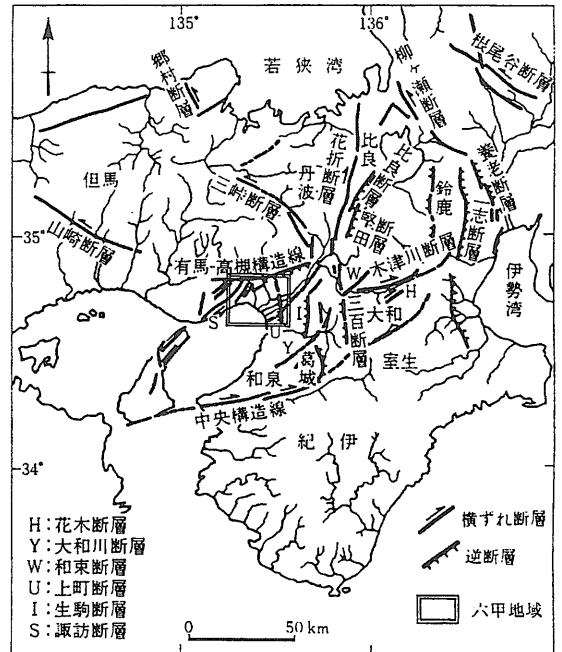 135°
136°
郷村断層
若狭湾
柳ヶ瀬断層
根尾谷断層
花折断層
比良
比良断層
養老断層
但馬
丹波
三峠断層
堅田断層
鈴鹿
一志断層
35°
山崎断層
35°
有馬-高槻構造線
W
木津川断層
伊勢湾
H
S
I
三百断層
大和
U
Y
葛城
室生
和泉
中央構造線
紀伊
34°
34°
H:花木断層
Y:大和川断層
W:和束断層
U:上町断層
I:生駒断層
S:諏訪断層
横ずれ断層
逆断層
六甲地域
0 50 km